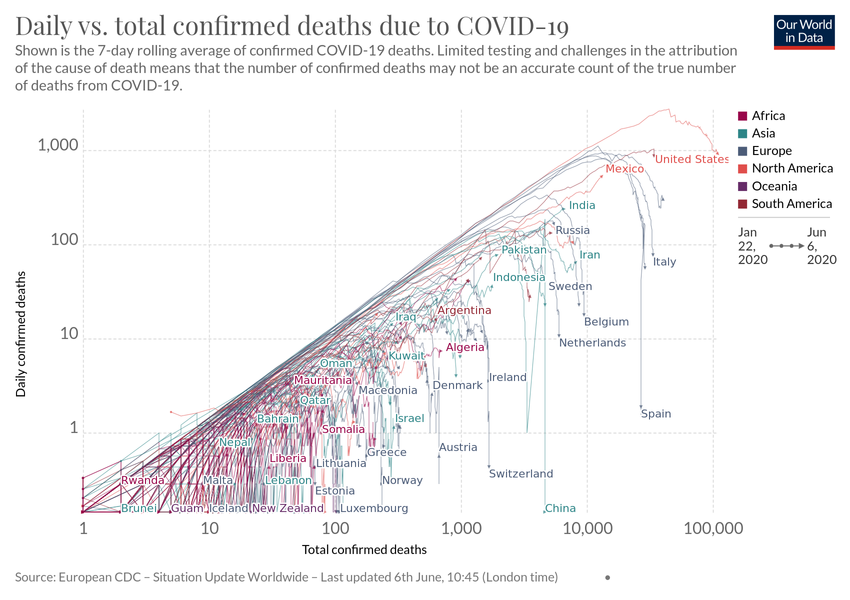 Daily vs. total confirmed deaths due to COVID-19
Our World
in Data
Shown is the 7-day rolling average of confirmed COVID-19 deaths. Limited testing and challenges in the attribution
of the cause of death means that the number of confirmed deaths may not be an accurate count of the true number
of deaths from COVID-19.
Africa
Asia
Europe
North America
Oceania
South America
Jan
22,
2020
Jun
6,
2020
1,000
100
10
1
Daily confirmed deaths
United States
Mexico
India
Russia
Pakistan
Iran
Italy
Indonesia
Sweden
Argentina
Iraq
Belgium
Netherlands
Algeria
Kuwait
Oman
Mauritania
Macedonia
Denmark
Ireland
Qatar
Bahrain
Israel
Spain
Somalia
Nepal
Greece
Austria
Liberia
Lithuania
Switzerland
Rwanda
Malta
Lebanon
Norway
Estonia
Brunei
Guam
Iceland
New Zealand
Luxembourg
China
1
10
100
1,000
10,000
100,000
Total confirmed deaths
Source: European CDC – Situation Update Worldwide – Last updated 6th June, 10:45 (London time)